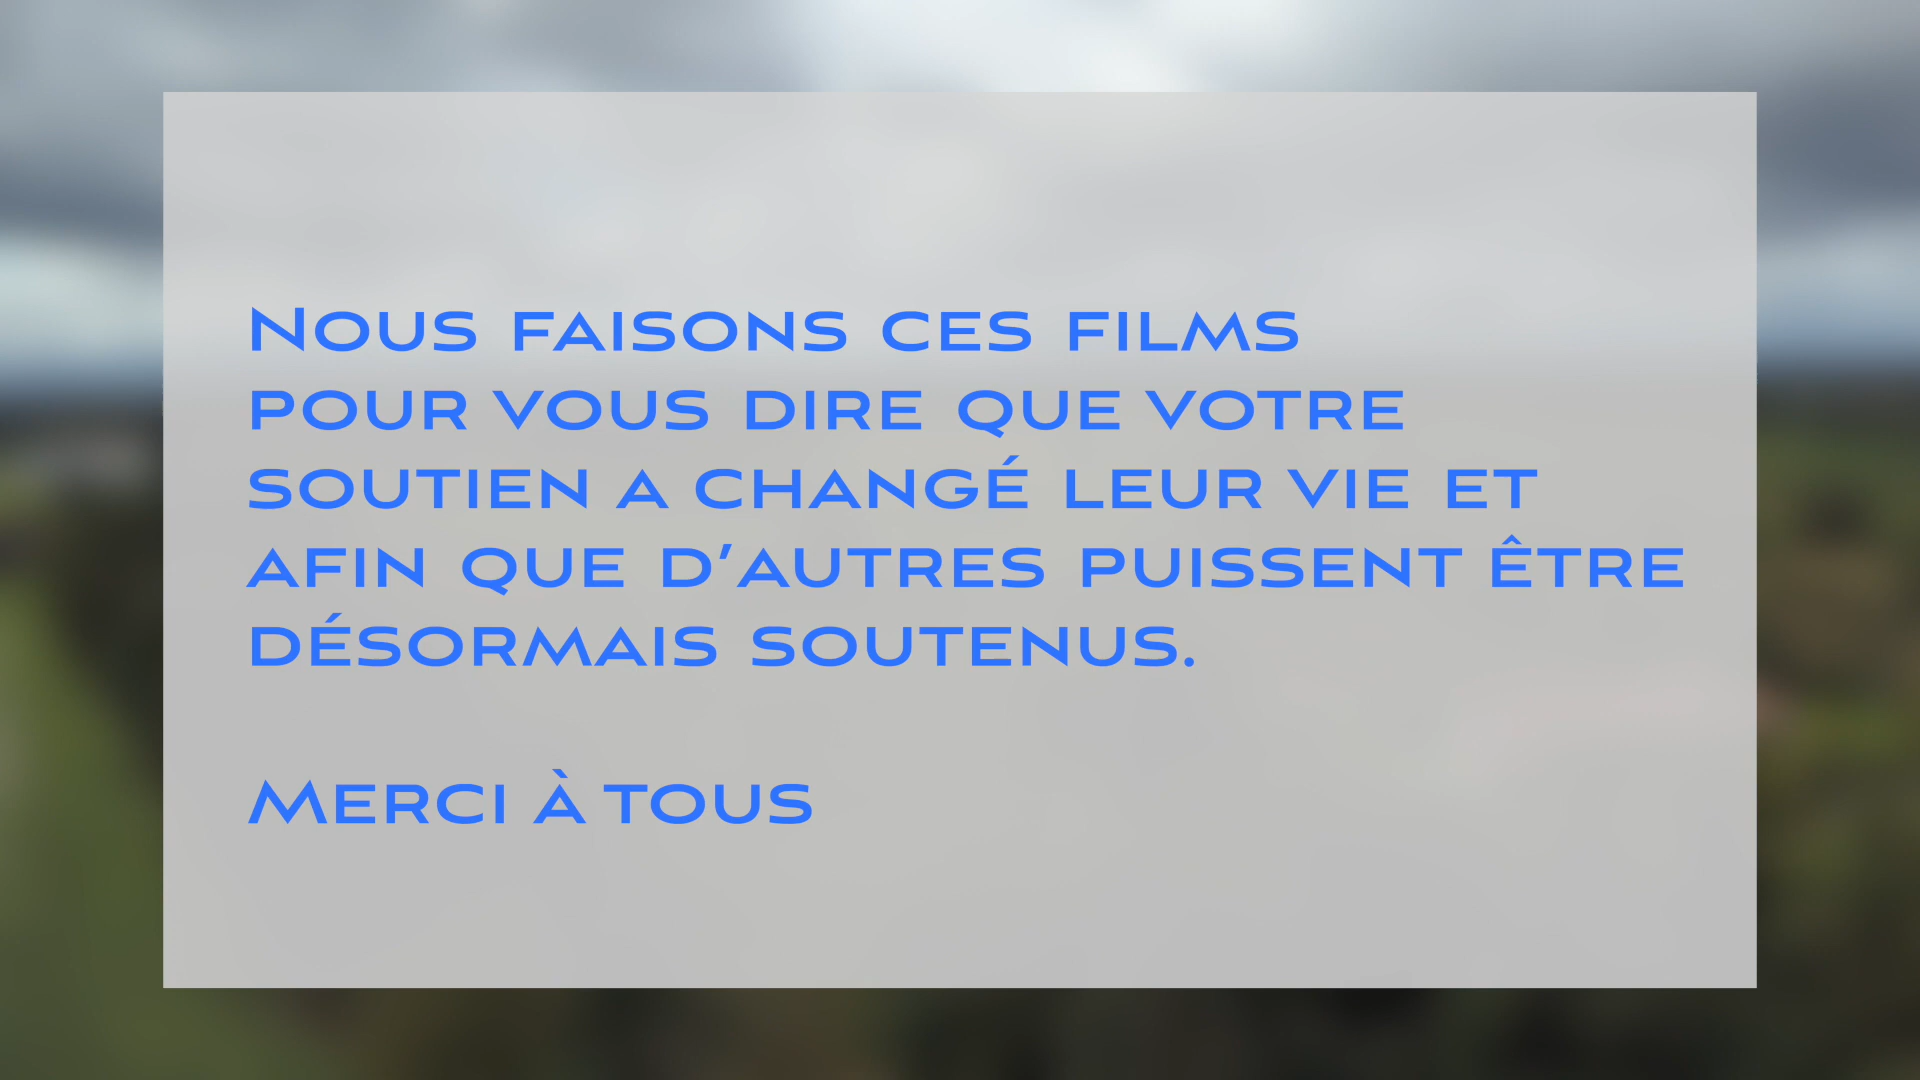 Nous faisons ces films
pour vous dire que votre
soutien a changé leur vie et
afin que d’autres puissent être
désormais soutenus.
Merci à tous